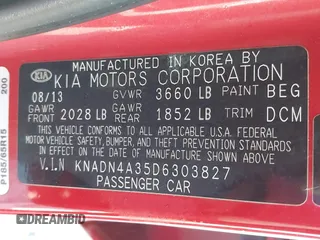 MANUFACTURED IN KOREA BY
KIA KIA MOTORS CORPORATION
08/13 GVWR 3660 LB PAINT BEG
GAWR FRONT 2028 LB GAWR REAR 1852 LB TRIM DCM
THIS VEHICLE CONFORMS TO ALL APPLICABLE FEDERAL MOTOR
VEHICLE SAFETY, BUMPER, AND THEFT PREVENTION STANDARDS
IN EFFECT ON THE DATE OF MANUFACTURE SHOWN ABOVE.
V.I.N KNADN4A35D6303827
PASSENGER CAR
P185/65R15
200
DREAMBID